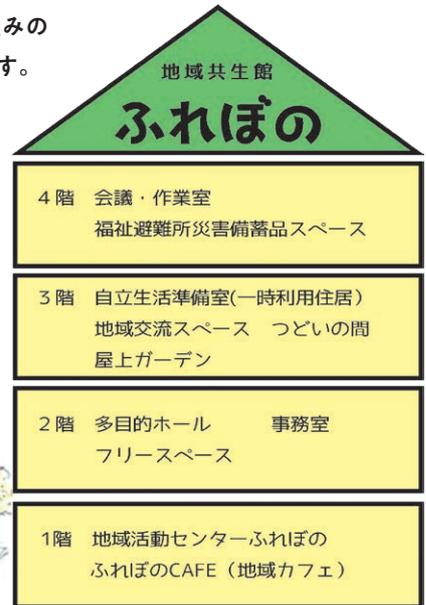 みの
す。
地域共生館
ふれぼの
4階 会議・作業室
福祉避難所災害備蓄品スペース
3階 自立生活準備室(一時利用住居)
地域交流スペース つどいの間
屋上ガーデン
2階 多目的ホール 事務室
フリースペース
1階 地域活動センターふれぼの
ふれぼのCAFE(地域カフェ)